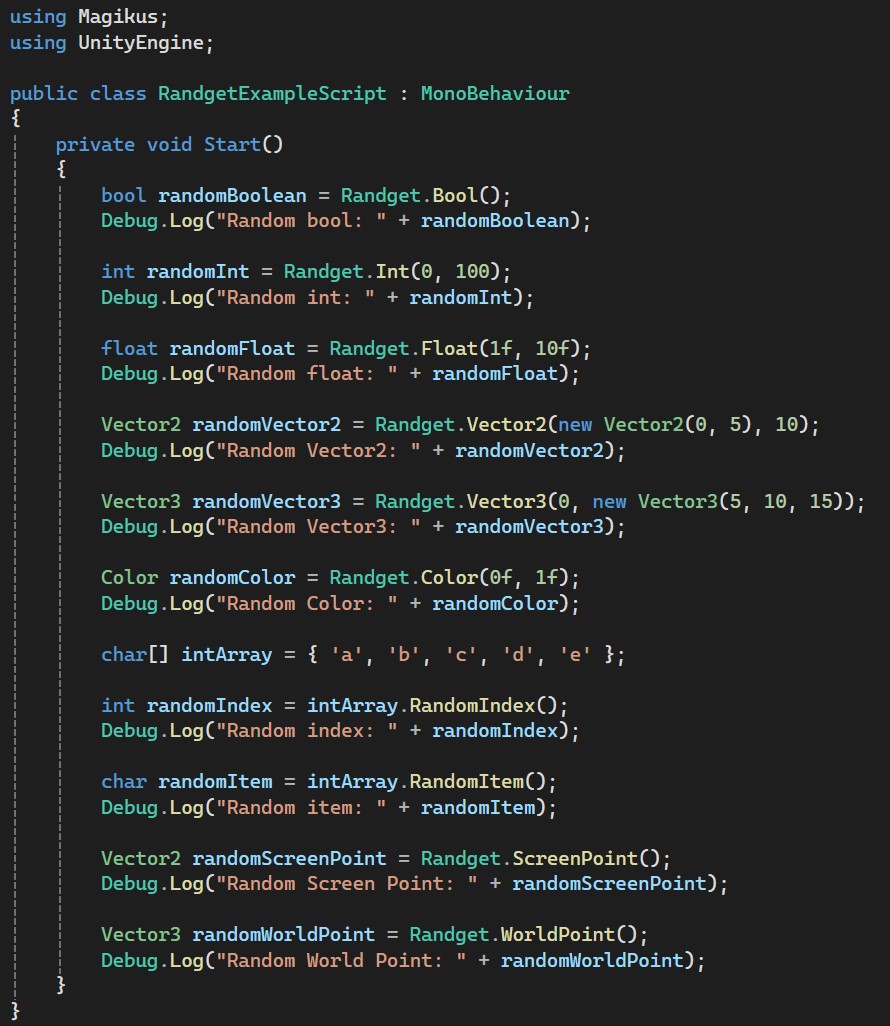 using Magikus;
using UnityEngine;

public class RandgetExampleScript : MonoBehaviour
{
    private void Start()
    {
        bool randomBoolean = Randget.Bool();
        Debug.Log("Random bool: " + randomBoolean);

        int randomInt = Randget.Int(0, 100);
        Debug.Log("Random int: " + randomInt);

        float randomFloat = Randget.Float(1f, 10f);
        Debug.Log("Random float: " + randomFloat);

        Vector2 randomVector2 = Randget.Vector2(new Vector2(0, 5), 10);
        Debug.Log("Random Vector2: " + randomVector2);

        Vector3 randomVector3 = Randget.Vector3(0, new Vector3(5, 10, 15));
        Debug.Log("Random Vector3: " + randomVector3);

        Color randomColor = Randget.Color(0f, 1f);
        Debug.Log("Random Color: " + randomColor);

        char[] intArray = { 'a', 'b', 'c', 'd', 'e' };

        int randomIndex = intArray.RandomIndex();
        Debug.Log("Random index: " + randomIndex);

        char randomItem = intArray.RandomItem();
        Debug.Log("Random item: " + randomItem);

        Vector2 randomScreenPoint = Randget.ScreenPoint();
        Debug.Log("Random Screen Point: " + randomScreenPoint);

        Vector3 randomWorldPoint = Randget.WorldPoint();
        Debug.Log("Random World Point: " + randomWorldPoint);
    }
}